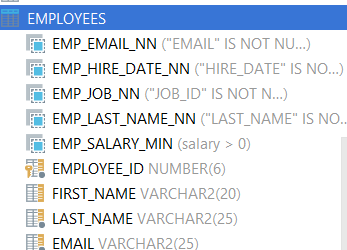 EMPLOYEES
EMP_EMAIL_NN ("EMAIL" IS NOT NU...)
EMP_HIRE_DATE_NN ("HIRE_DATE" IS NO...)
EMP_JOB_NN ("JOB_ID" IS NOT N...)
EMP_LAST_NAME_NN ("LAST_NAME" IS NO...
EMP_SALARY_MIN (salary > 0)
EMPLOYEE_ID NUMBER(6)
FIRST_NAME VARCHAR2(20)
LAST_NAME VARCHAR2(25)
EMAIL VARCHAR2(25)